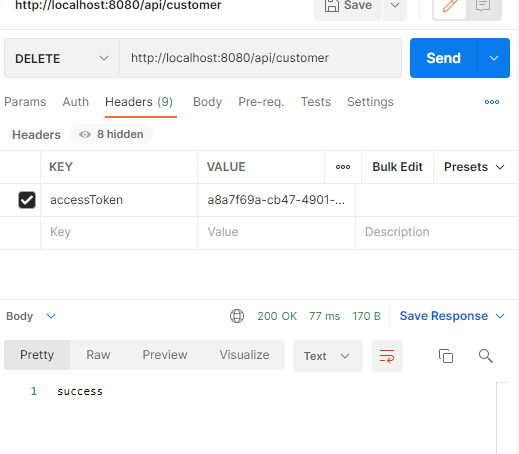 http://localhost:8080/api/customer
Save
DELETE http://localhost:8080/api/customer Send
Params Auth Headers (9) Body Pre-req. Tests Settings
Headers 8 hidden
KEY VALUE Bulk Edit Presets
accessToken a8a7f69a-cb47-4901-...
Key Value Description
Body 200 OK 77 ms 170 B Save Response
Pretty Raw Preview Visualize Text
1 success